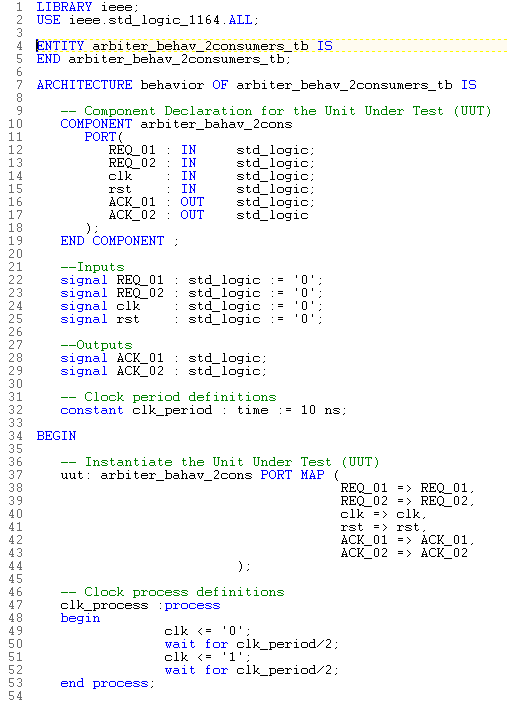 1 LIBRARY ieee;
2 USE ieee.std_logic_1164.ALL;
3
4 ENTITY arbiter_behav_2consumers_tb IS
5 END arbiter_behav_2consumers_tb;
6
7 ARCHITECTURE behavior OF arbiter_behav_2consumers_tb IS
8
9 -- Component Declaration for the Unit Under Test (UUT)
10 COMPONENT arbiter_bahav_2cons
11 PORT(
12 REQ_01 : IN std_logic;
13 REQ_02 : IN std_logic;
14 clk : IN std_logic;
15 rst : IN std_logic;
16 ACK_01 : OUT std_logic;
17 ACK_02 : OUT std_logic
18 );
19 END COMPONENT ;
20
21 --Inputs
22 signal REQ_01 : std_logic := '0';
23 signal REQ_02 : std_logic := '0';
24 signal clk : std_logic := '0';
25 signal rst : std_logic := '0';
26
27 --Outputs
28 signal ACK_01 : std_logic;
29 signal ACK_02 : std_logic;
30
31 -- Clock period definitions
32 constant clk_period : time := 10 ns;
33
34 BEGIN
35
36 -- Instantiate the Unit Under Test (UUT)
37 uut: arbiter_bahav_2cons PORT MAP (
38 REQ_01 => REQ_01,
39 REQ_02 => REQ_02,
40 clk => clk,
41 rst => rst,
42 ACK_01 => ACK_01,
43 ACK_02 => ACK_02
44 );
45
46 -- Clock process definitions
47 clk_process :process
48 begin
49 clk <= '0';
50 wait for clk_period/2;
51 clk <= '1';
52 wait for clk_period/2;
53 end process;
54